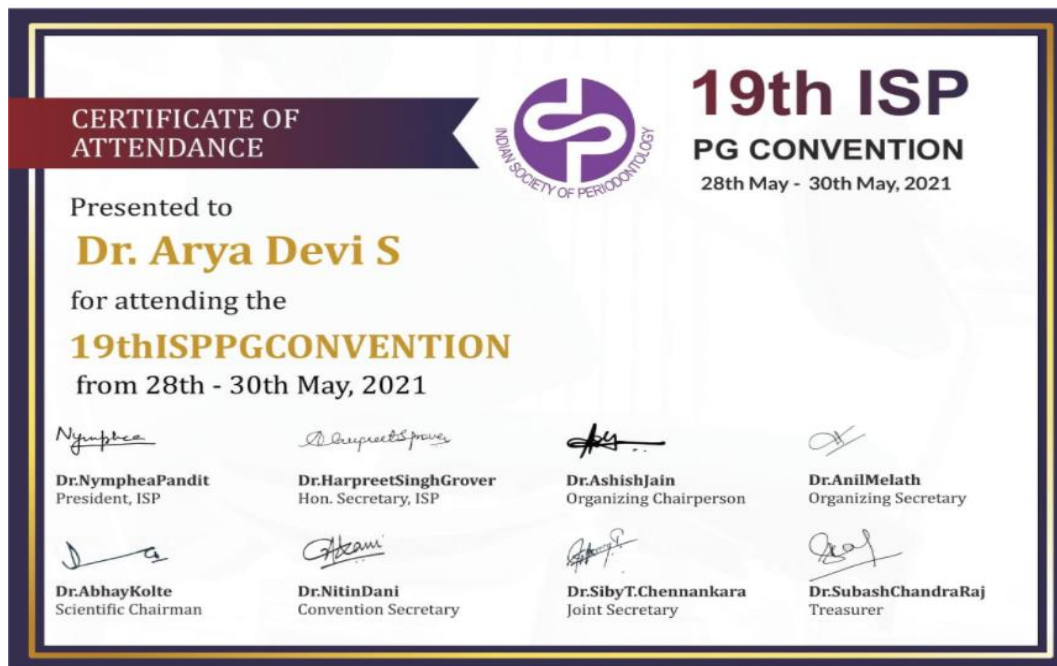 CERTIFICATE OF
ATTENDANCE
INDIAN SOCIETY OF PERIODONTOLOGY
19th ISP
PG CONVENTION
28th May - 30th May, 2021
Presented to
Dr. Arya Devi S
for attending the
19thISPPGCONVENTION
from 28th - 30th May, 2021
Nymphea
Dr.NympheaPandit
President, ISP
Dr.HarpreetSinghGrover
Hon. Secretary, ISP
Dr.AshishJain
Organizing Chairperson
Dr.AnilMelath
Organizing Secretary
Dr.AbhayKolte
Scientific Chairman
Dr.NitinDani
Convention Secretary
Dr.SibyT.Chennankara
Joint Secretary
Dr.SubashChandraRaj
Treasurer